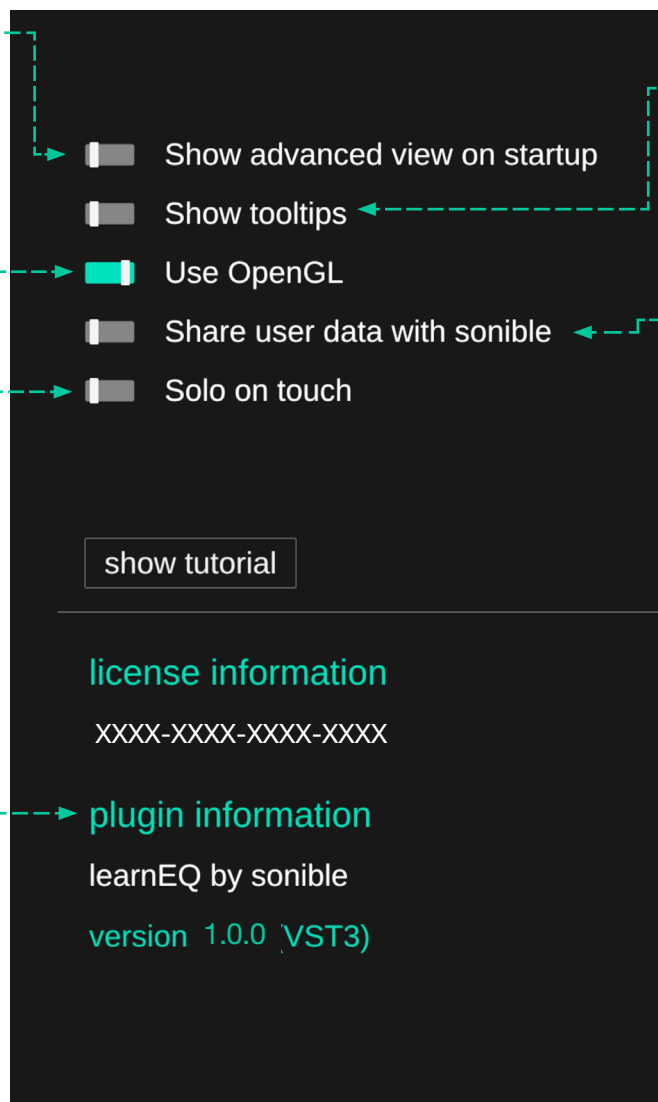 Show advanced view on startup
Show tooltips
Use OpenGL
Share user data with sonible
Solo on touch
show tutorial
license information
XXXX-XXXX-XXXX-XXXX
plugin information
learnEQ by sonible
version 1.0.0 (VST3)